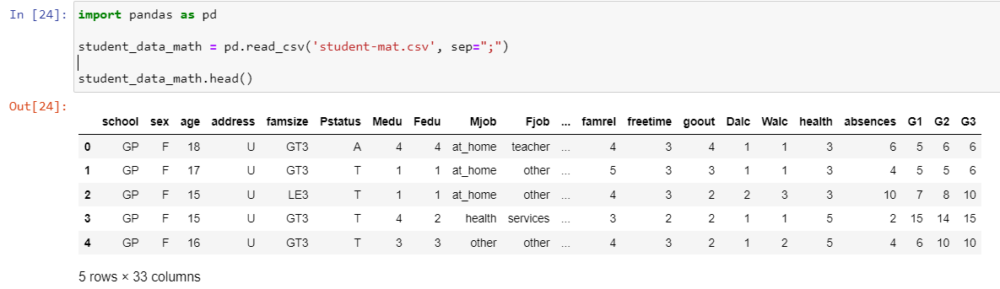 In [24]: import pandas as pd
student_data_math = pd.read_csv('student-mat.csv', sep=";")
student_data_math.head()
Out[24]:
school sex age address famsize Pstatus Medu Fedu Mjob Fjob ... famrel freetime goout Dalc Walc health absences G1 G2 G3
0 GP F 18 U GT3 A 4 4 at_home teacher ... 4 3 4 1 1 3 6 5 6 6
1 GP F 17 U GT3 T 1 1 at_home other ... 5 3 3 1 1 3 4 5 5 6
2 GP F 15 U LE3 T 1 1 at_home other ... 4 3 2 2 3 3 10 7 8 10
3 GP F 15 U GT3 T 4 2 health services ... 3 2 2 1 1 5 2 15 14 15
4 GP F 16 U GT3 T 3 3 other other ... 4 3 2 1 2 5 4 6 10 10
5 rows × 33 columns